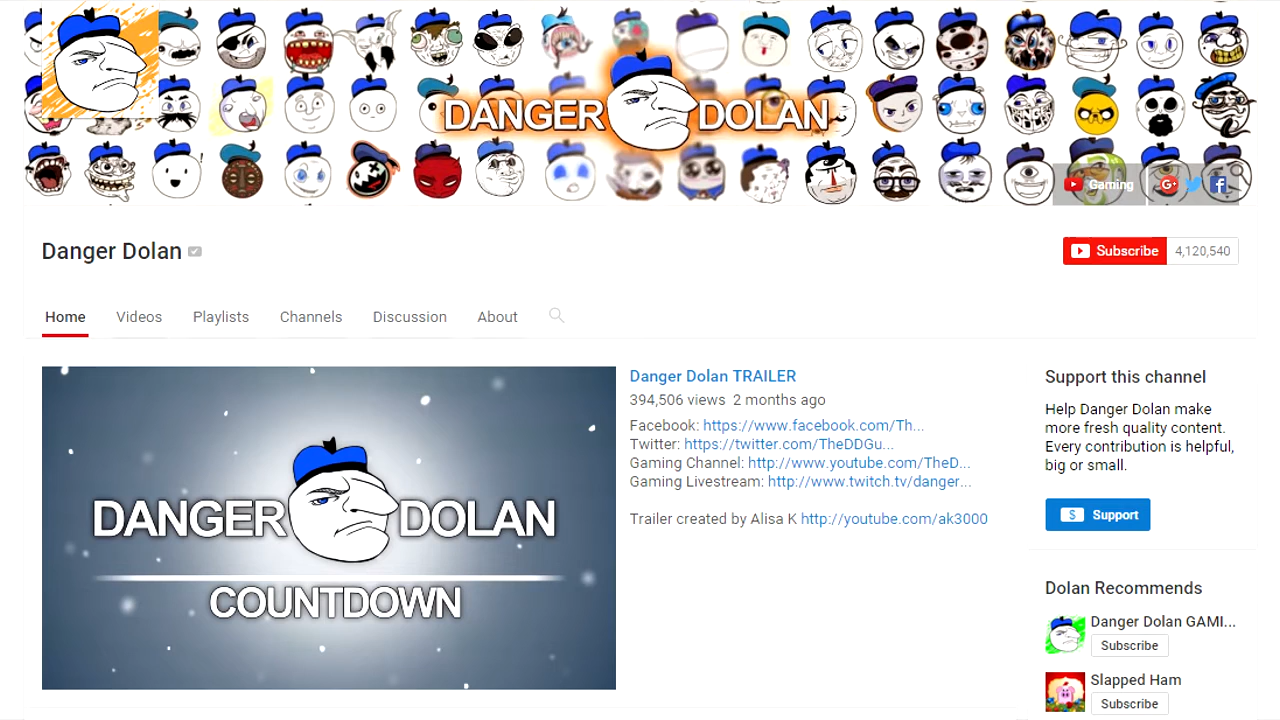 DANGER DOLAN
Gaming
Danger Dolan
Subscribe 4,120,540
Home Videos Playlists Channels Discussion About
DANGER DOLAN
COUNTDOWN
Danger Dolan TRAILER
394,506 views 2 months ago
Facebook: https://www.facebook.com/Th...
Twitter: https://twitter.com/TheDDGu...
Gaming Channel: http://www.youtube.com/TheD...
Gaming Livestream: http://www.twitch.tv/danger...
Trailer created by Alisa K http://youtube.com/ak3000
Support this channel
Help Danger Dolan make
more fresh quality content.
Every contribution is helpful,
big or small.
$ Support
Dolan Recommends
Danger Dolan GAMI...
Subscribe
Slapped Ham
Subscribe